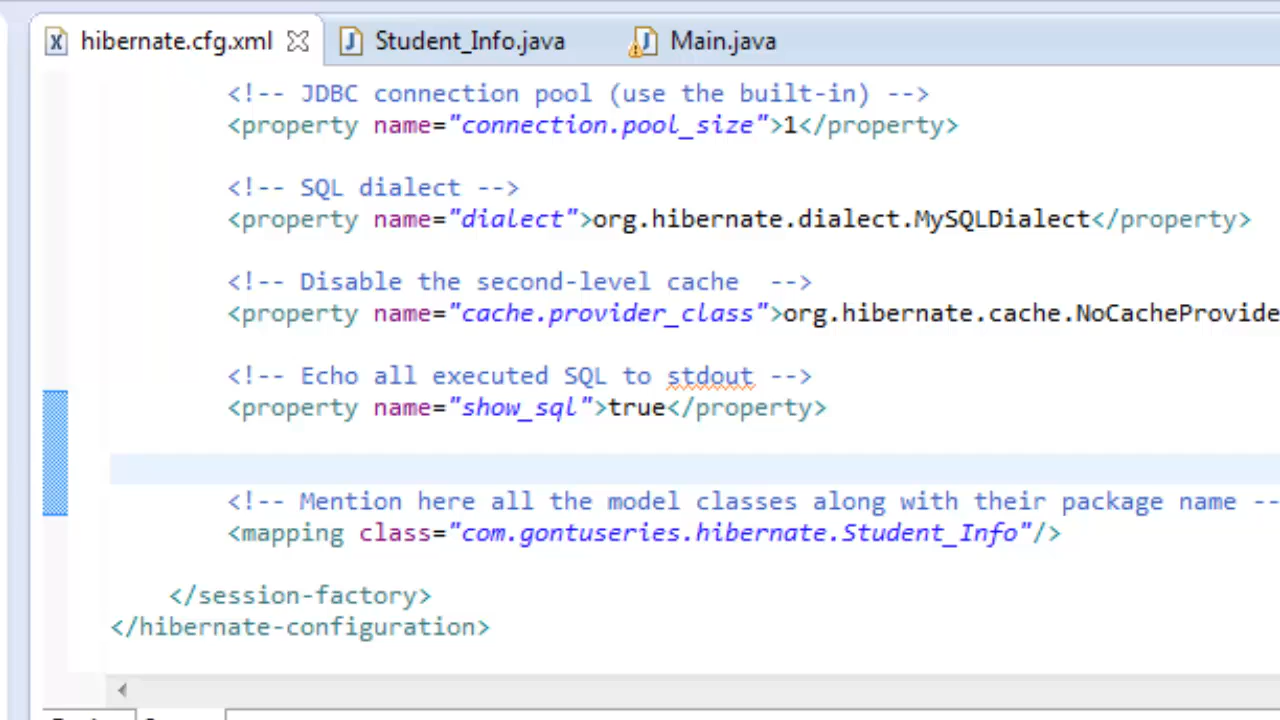 hibernate.cfg.xml Student_Info.java Main.java
<!-- JDBC connection pool (use the built-in) -->
<property name="connection.pool_size">1</property>
<!-- SQL dialect -->
<property name="dialect">org.hibernate.dialect.MySQLDialect</property>
<!-- Disable the second-level cache  -->
<property name="cache.provider_class">org.hibernate.cache.NoCacheProvide
<!-- Echo all executed SQL to stdout -->
<property name="show_sql">true</property>
<!-- Mention here all the model classes along with their package name --
<mapping class="com.gontuseries.hibernate.Student_Info"/>
</session-factory>
</hibernate-configuration>